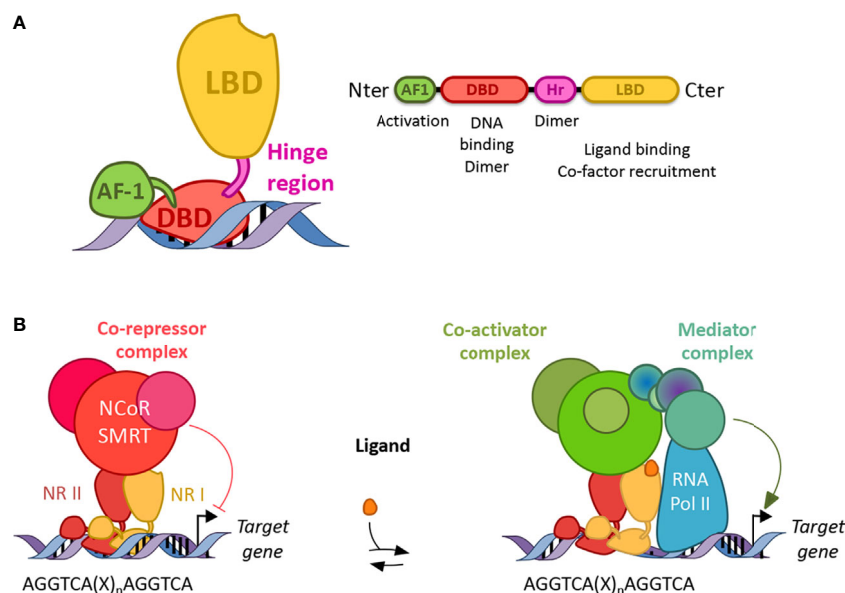 A
LBD
Hinge
region
AF-1
DBD
Nter AF1 DBD Hr LBD Cter
Activation
DNA
binding
Dimer
Dimer
Ligand binding
Co-factor recruitment
B
Co-repressor
complex
NCoR
SMRT
NR II
NR I
Target
gene
AGGTCA(X)nAGGTCA
Ligand
Co-activator
complex
Mediator
complex
RNA
Pol II
Target
gene
AGGTCA(X)nAGGTCA